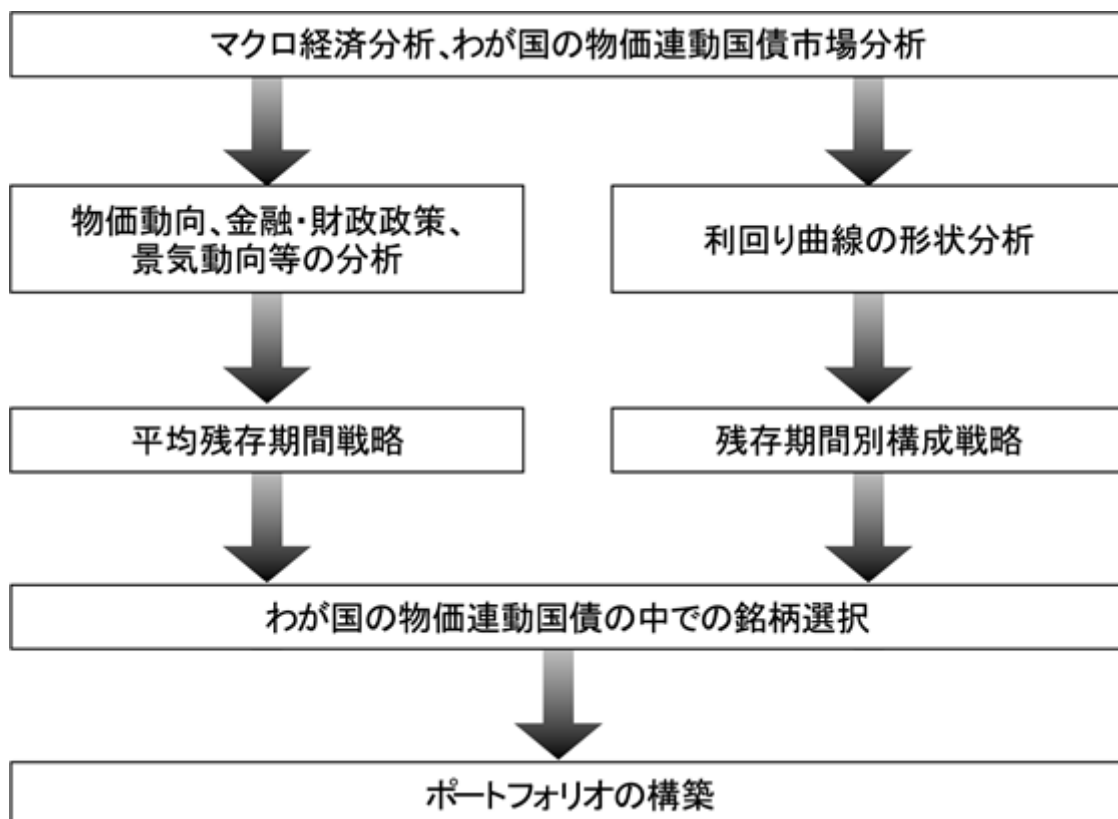 マクロ経済分析、わが国の物価連動国債市場分析
物価動向、金融・財政政策、
景気動向等の分析
利回り曲線の形状分析
平均残存期間戦略
残存期間別構成戦略
わが国の物価連動国債の中での銘柄選択
ポートフォリオの構築